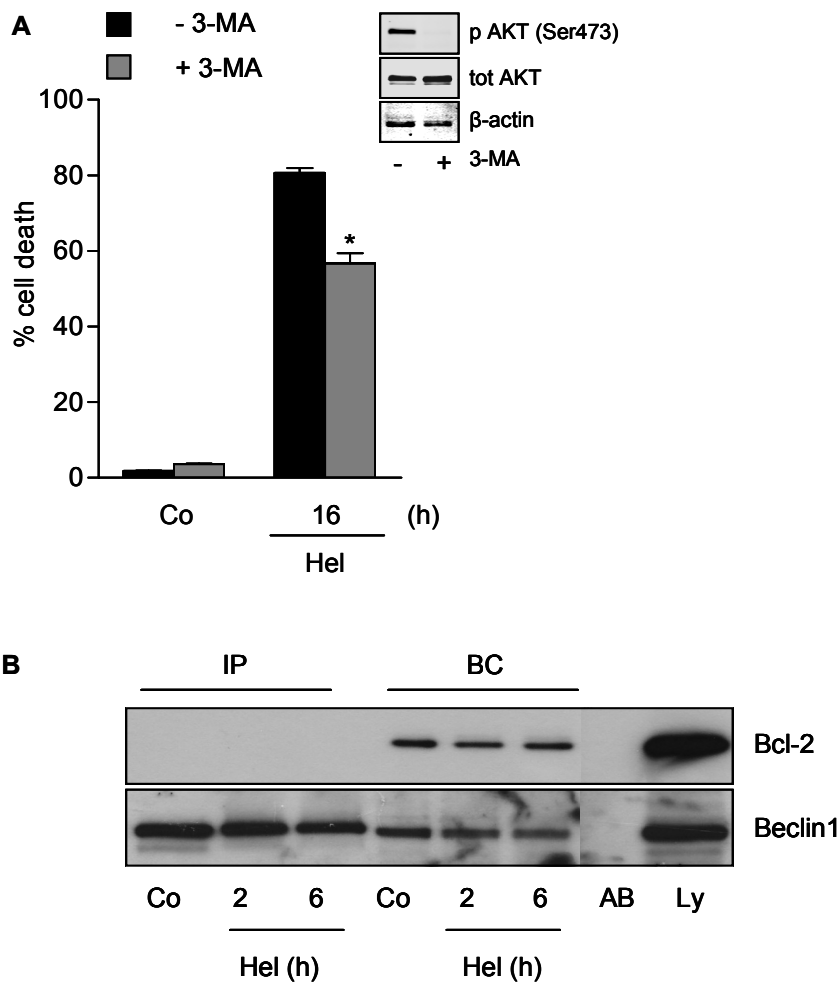 A
- 3-MA
+ 3-MA
p AKT (Ser473)
tot AKT
β-actin
- + 3-MA
% cell death
100
80
60
40
20
0
*
Co 16 (h)
Hel
B
IP BC
Bcl-2
Beclin1
Co 2 6 Co 2 6 AB Ly
Hel (h) Hel (h)